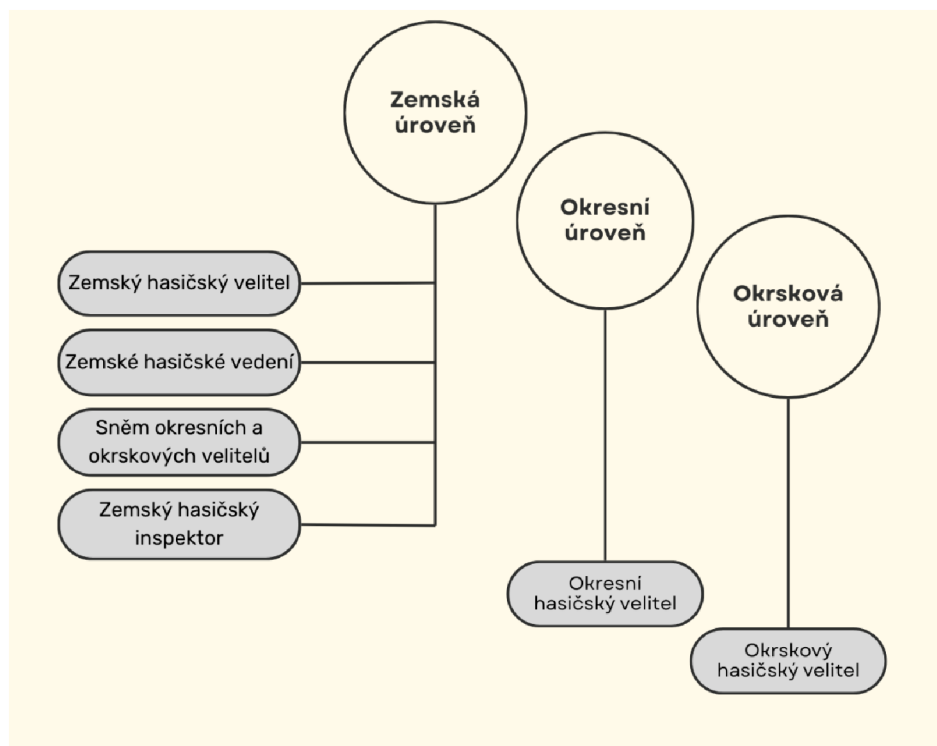 Zemská
úroveň
Okresní
úroveň
Okrsková
úroveň
Zemský hasičský velitel
Zemské hasičské vedení
Sněm okresních a
okrskových velitelů
Zemský hasičský
inspektor
Okresní
hasičský velitel
Okrskový
hasičský velitel